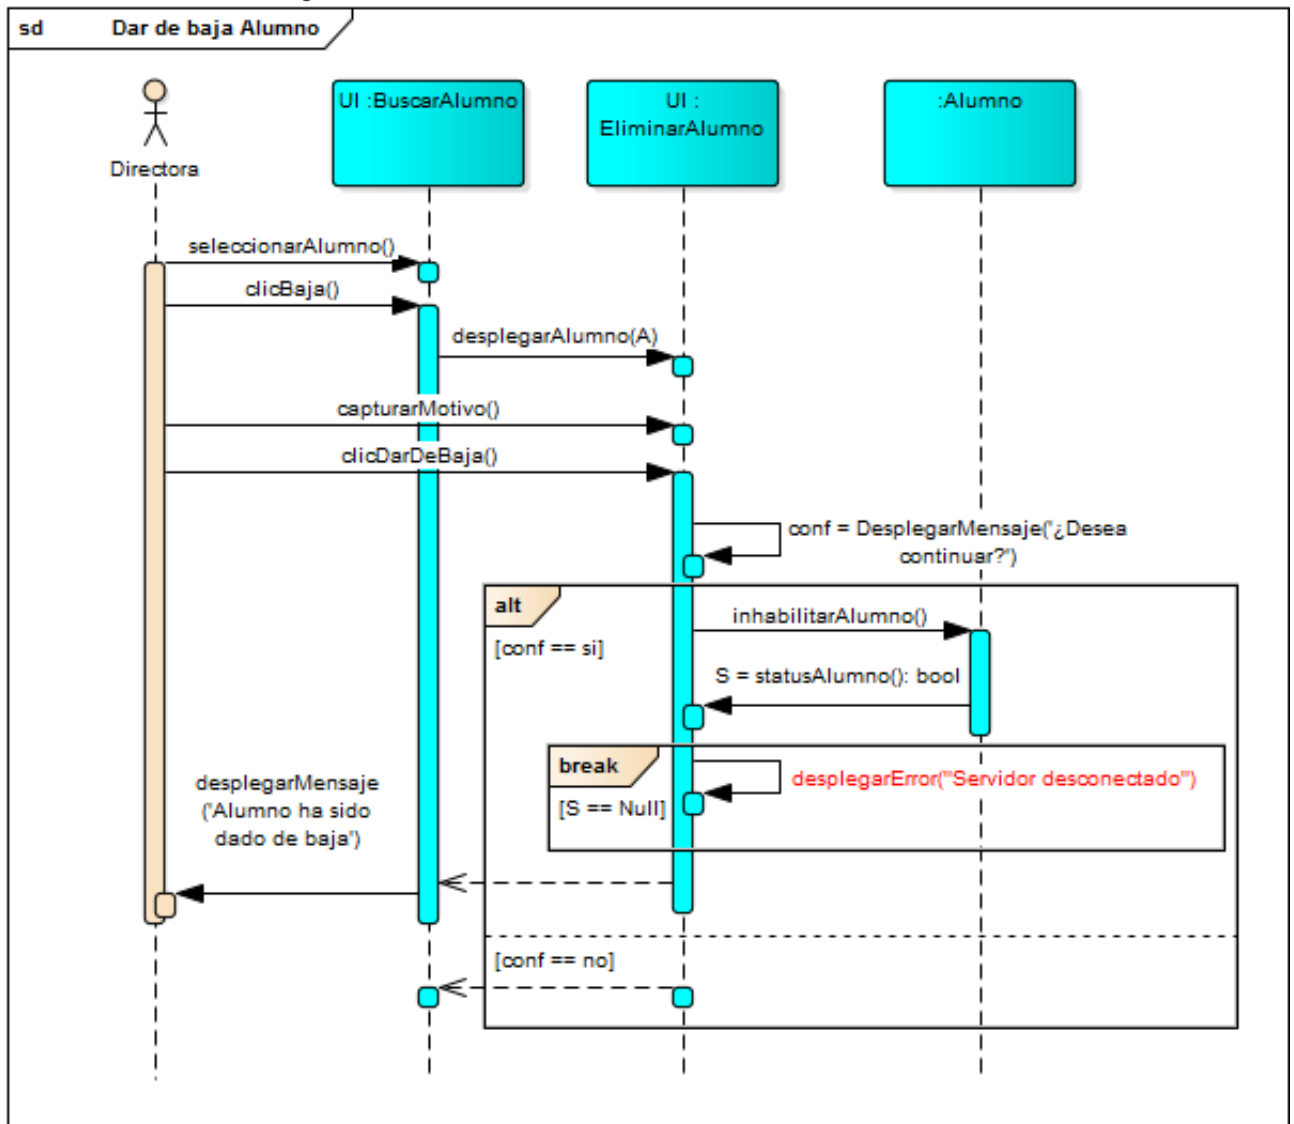 sd Dar de baja Alumno
UI :BuscarAlumno
UI :
EliminarAlumno
:Alumno
Directora
seleccionarAlumno()
clicBaja()
desplegarAlumno(A)
capturarMotivo()
clicDarDeBaja()
conf = DesplegarMensaje('¿Desea
continuar?')
alt
[conf == si]
inhabilitarAlumno()
S = statusAlumno(): bool
break
[S == Null]
desplegarError("Servidor desconectado")
desplegarMensaje
('Alumno ha sido
dado de baja')
[conf == no]